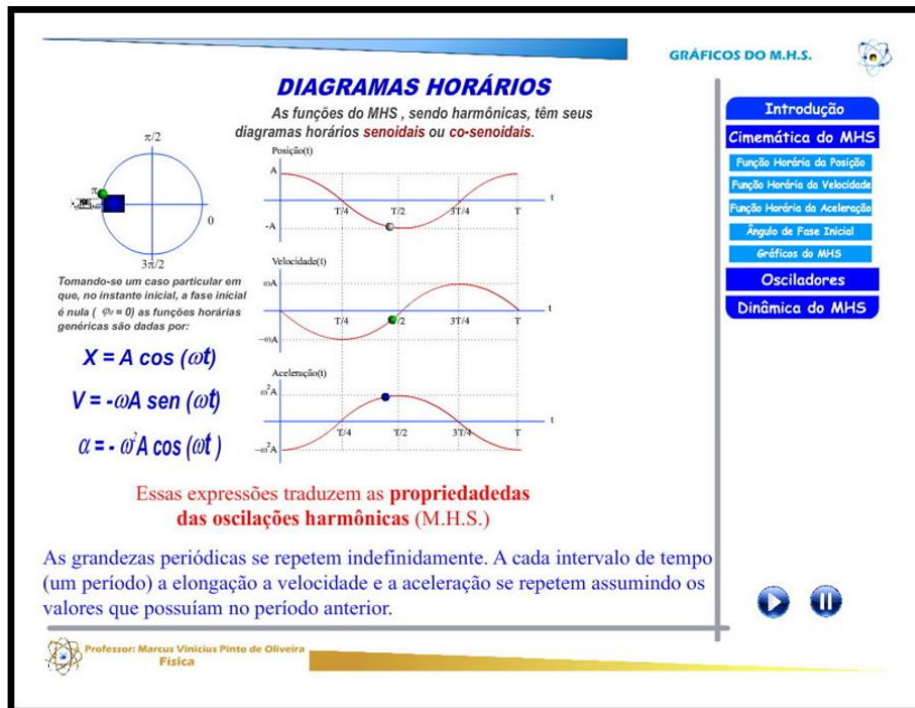 GRÁFICOS DO M.H.S.
DIAGRAMAS HORÁRIOS
As funções do MHS , sendo harmônicas, têm seus
diagramas horários senoidais ou co-senoidais.
π/2
π
0
3π/2
Tomando-se um caso particular em
que, no instante inicial, a fase inicial
é nula ( φ₀ = 0) as funções horárias
genéricas são dadas por:
X = A cos (ωt)
V = -ωA sen (ωt)
α = - ω²A cos (ωt )
Posição(t)
A
-A
T/4
T/2
3T/4
T
t
Velocidade(t)
ωA
−ωA
T/4
T/2
3T/4
T
t
Aceleração(t)
ω²A
−ω²A
T/4
T/2
3T/4
T
t
Essas expressões traduzem as propriedadedas
das oscilações harmônicas (M.H.S.)
As grandezas periódicas se repetem indefinidamente. A cada intervalo de tempo
(um período) a elongação a velocidade e a aceleração se repetem assumindo os
valores que possuíam no período anterior.
Introdução
Cimemática do MHS
Função Horária da Posição
Função Horária da Velocidade
Função Horária da Aceleração
Ângulo de Fase Inicial
Gráficos do MHS
Osciladores
Dinâmica do MHS
Professor: Marcus Vinicius Pinto de Oliveira
Física